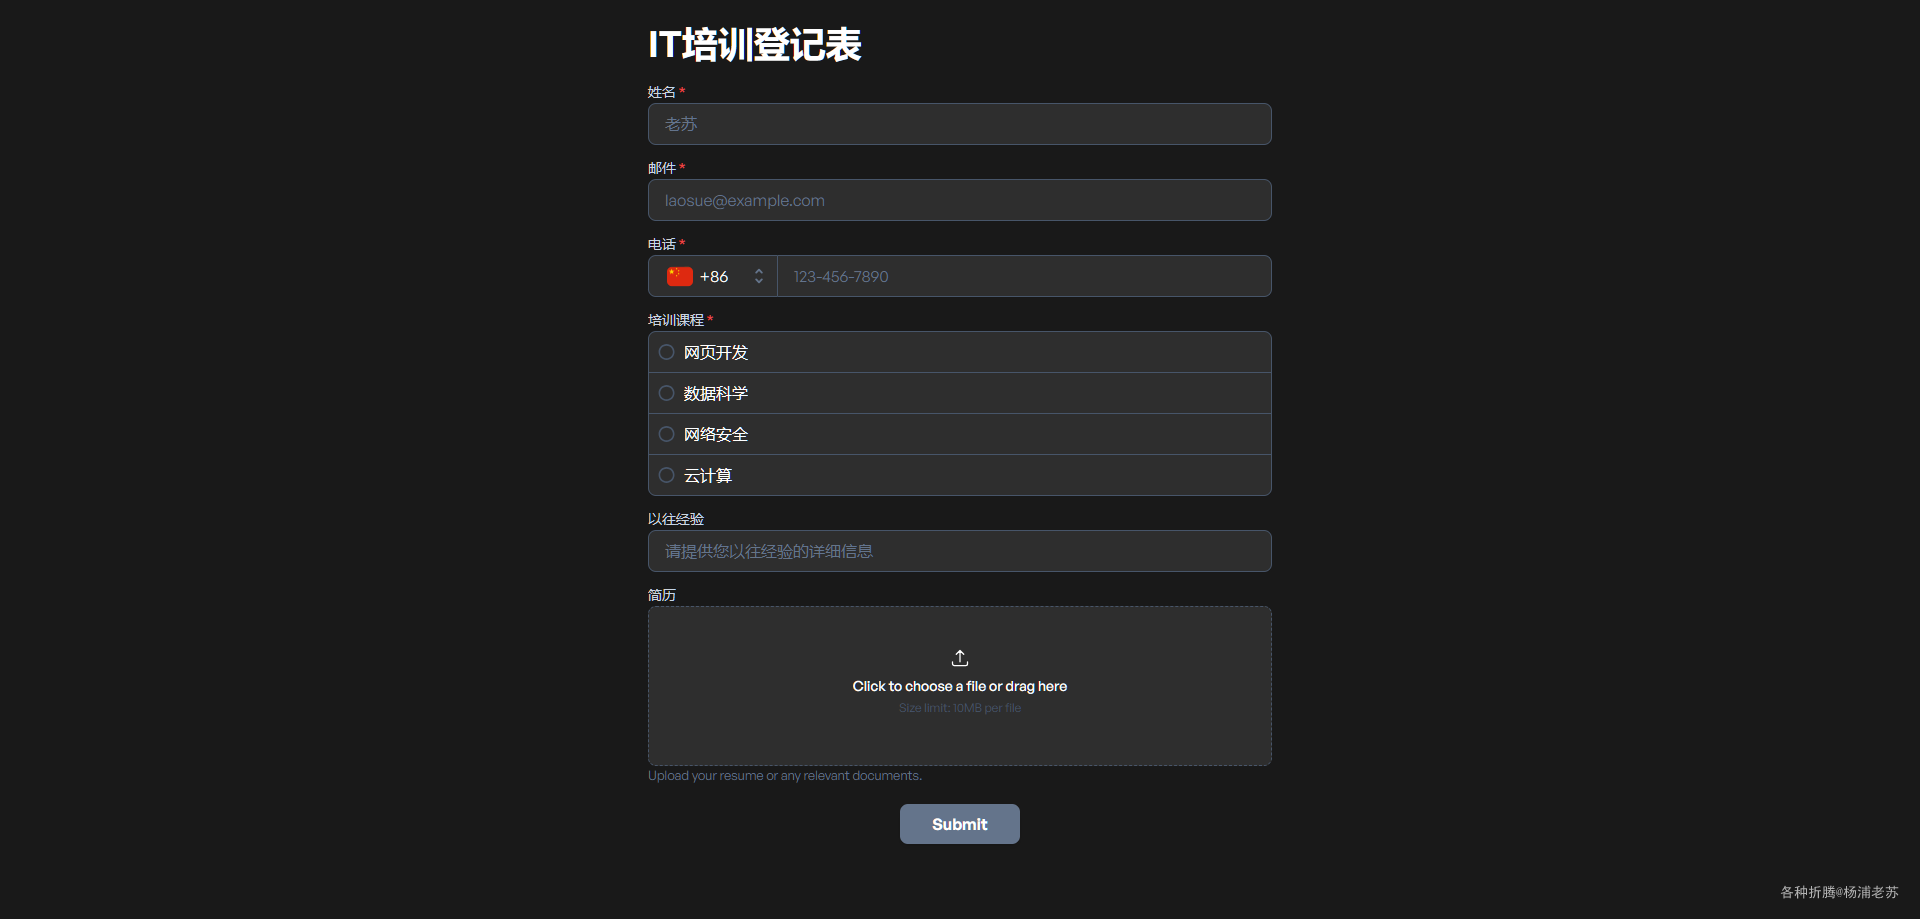 IT培训登记表
姓名 *
老苏
邮件 *
laosue@example.com
电话 *
+86 123-456-7890
培训课程 *
网页开发
数据科学
网络安全
云计算
以往经验
请提供您以往经验的详细信息
简历
Click to choose a file or drag here
Size limit: 10MB per file
Upload your resume or any relevant documents.
Submit
各种折腾@杨浦老苏